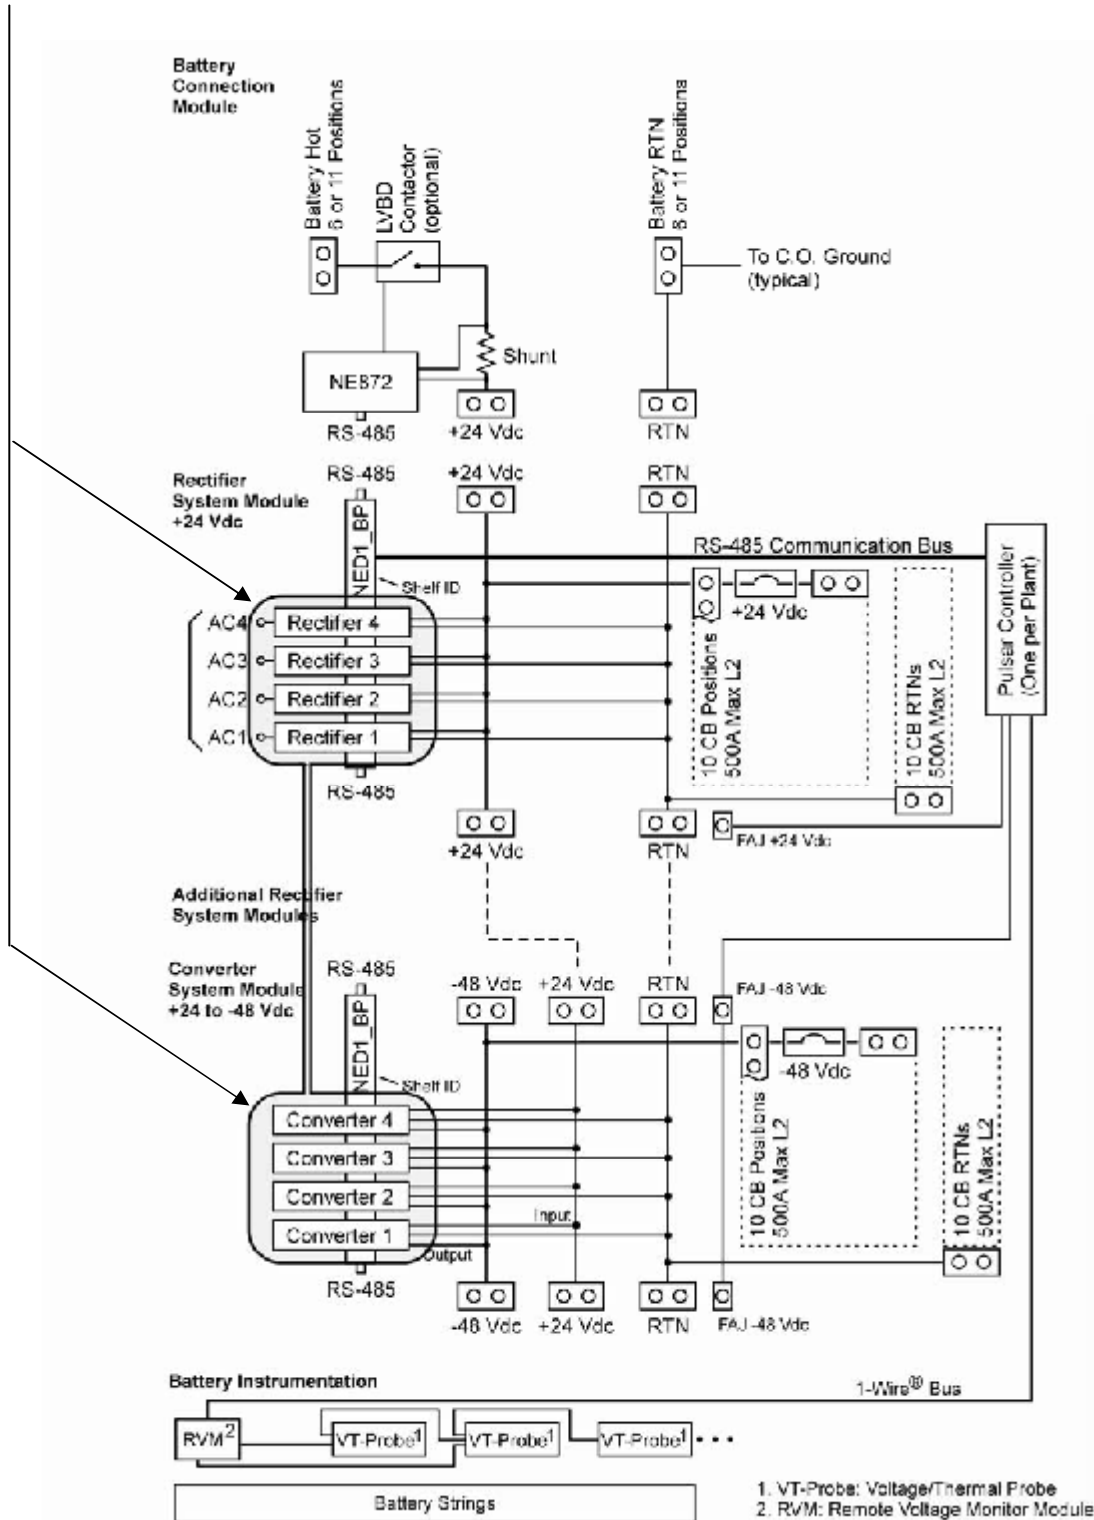 Battery
Connection
Module
Battery Hot
6 or 11 Positions
LVBD
Contactor
(optional)
Battery RTN
6 or 11 Positions
To C.O. Ground
(typical)
Shunt
NE872
RS-485
+24 Vdc
RTN
Rectifier
System Module
+24 Vdc
RS-485
+24 Vdc
RTN
NED1_BP
Shelf ID
RS-485 Communication Bus
Pulsar Controller
(One per Plant)
+24 Vdc
10 CB Positions
500A Max L2
10 CB RTNs
500A Max L2
AC4
Rectifier 4
AC3
Rectifier 3
AC2
Rectifier 2
AC1
Rectifier 1
RS-485
+24 Vdc
RTN
FAJ +24 Vdc
Additional Rectifier
System Modules
Converter
System Module
+24 to -48 Vdc
RS-485
-48 Vdc
+24 Vdc
RTN
FAJ -48 Vdc
NED1_BP
Shelf ID
-48 Vdc
10 CB Positions
500A Max L2
10 CB RTNs
500A Max L2
Converter 4
Converter 3
Converter 2
Input
Converter 1
Output
RS-485
-48 Vdc
+24 Vdc
RTN
FAJ -48 Vdc
Battery Instrumentation
1-Wire® Bus
RVM2
VT-Probe1
VT-Probe1
VT-Probe1
Battery Strings
1. VT-Probe: Voltage/Thermal Probe
2. RVM: Remote Voltage Monitor Module